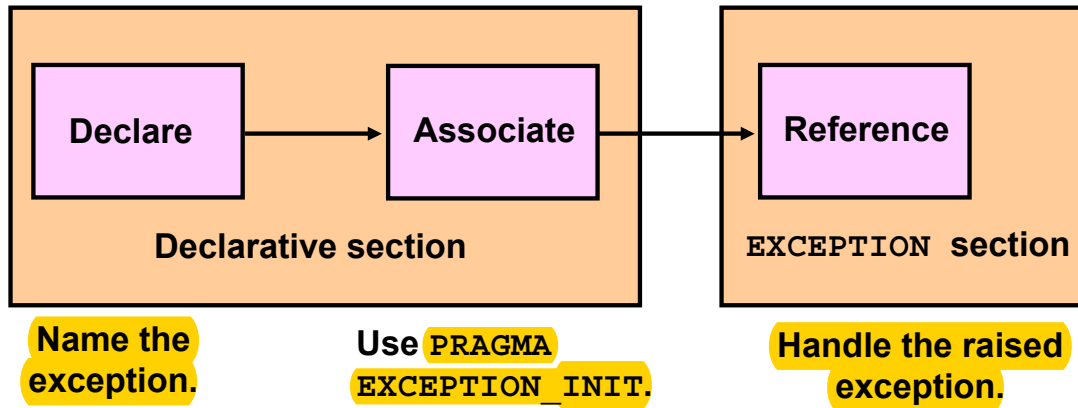 Declare
Associate
Reference
Declarative section
EXCEPTION section
Name the
exception.
Use PRAGMA
EXCEPTION_INIT.
Handle the raised
exception.